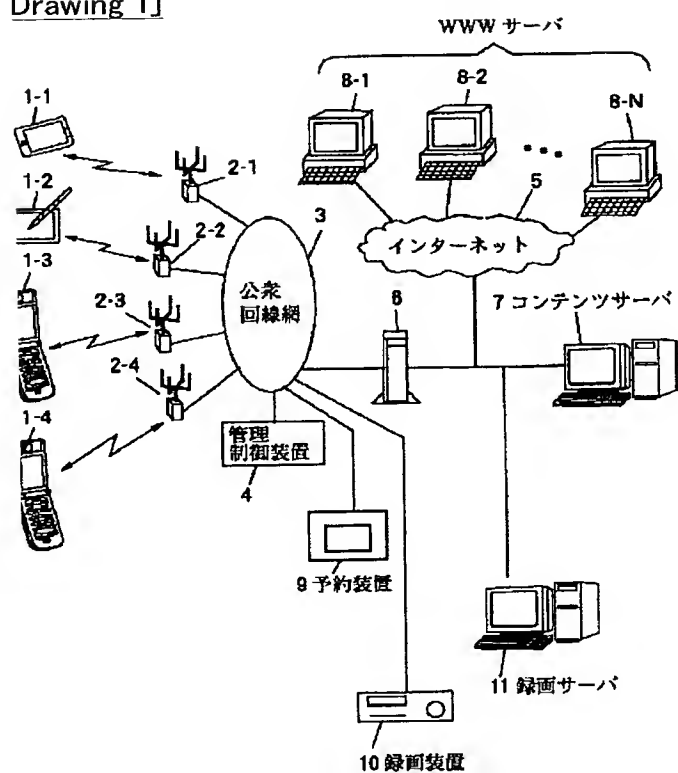 Drawing 1]
WWW サーバ
8-1
8-2
8-N
1-1
2-1
1-2
5
インターネット
2-2
3
1-3
公衆
回線網
2-3
6
7 コンテンツサーバ
2-4
1-4
管理
制御装置
4
9 予約装置
11 録画サーバ
10 録画装置